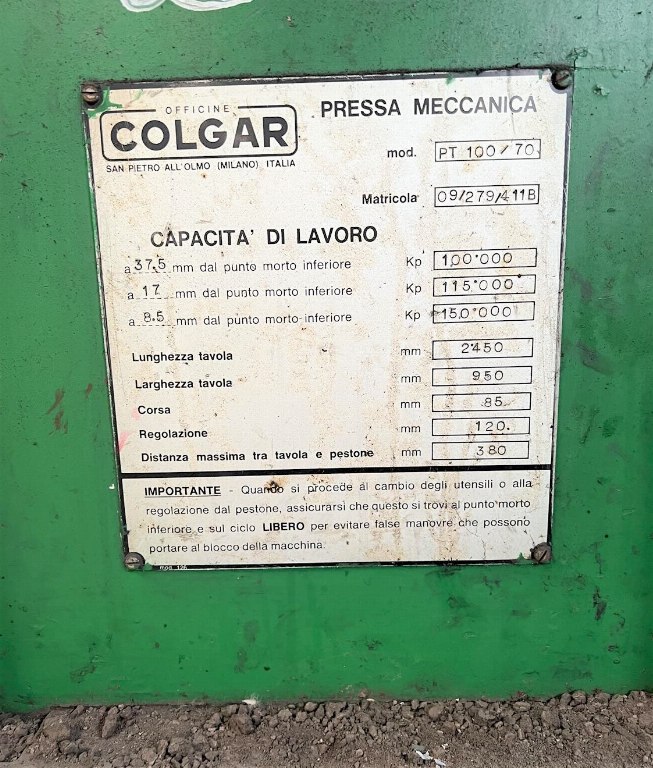 OFFICINE
COLGAR
SAN PIETRO ALL'OLMO (MILANO) ITALIA
PRESSA MECCANICA
mod. PT 100/70
Matricola 09/279/411B
CAPACITA' DI LAVORO
a 37,5 mm dal punto morto inferiore Kp 100'000
a 17 mm dal punto morto inferiore Kp 115'000
a 8.5 mm dal punto morto inferiore Kp 150'000
Lunghezza tavola mm 2450
Larghezza tavola mm 950
Corsa mm 85
Regolazione mm 120.
Distanza massima tra tavola e pestone mm 380
IMPORTANTE - Quando si procede al cambio degli utensili o alla
regolazione dal pestone, assicurarsi che questo si trovi al punto morto
inferiore e sul ciclo LIBERO per evitare false manovre che possono
portare al blocco della macchina.
mod. 126